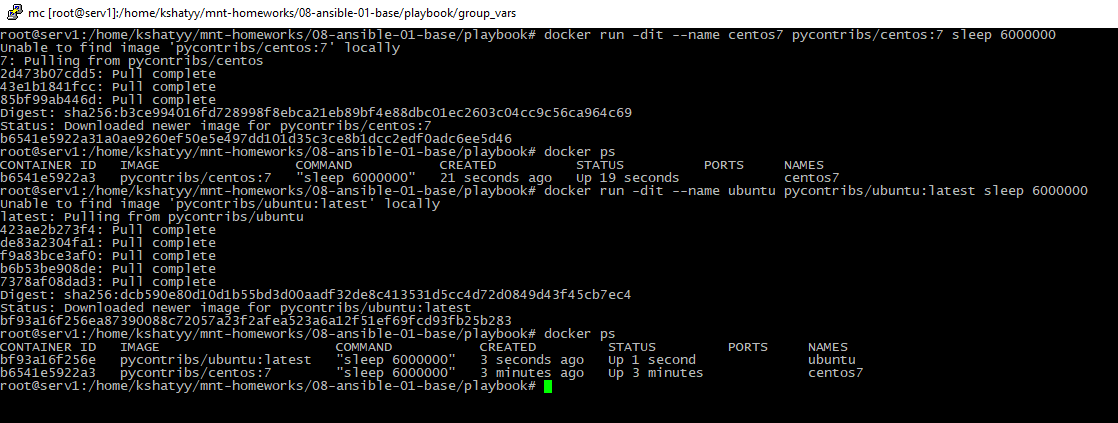 mc [root@serv1]:/home/kshatyy/mnt-homeworks/08-ansible-01-base/playbook/group_vars
root@serv1:/home/kshatyy/mnt-homeworks/08-ansible-01-base/playbook# docker run -dit --name centos7 pycontribs/centos:7 sleep 6000000
Unable to find image 'pycontribs/centos:7' locally
7: Pulling from pycontribs/centos
2d473b07cdd5: Pull complete
43e1b1841fcc: Pull complete
85bf99ab446d: Pull complete
Digest: sha256:b3ce994016fd728998f8ebca21eb89bf4e88dbc01ec2603c04cc9c56ca964c69
Status: Downloaded newer image for pycontribs/centos:7
b6541e5922a31a0ae9260ef50e5e497dd101d35c3ce8b1dcc2edf0adc6ee5d46
root@serv1:/home/kshatyy/mnt-homeworks/08-ansible-01-base/playbook# docker ps
CONTAINER ID   IMAGE                 COMMAND           CREATED          STATUS          PORTS     NAMES
b6541e5922a3   pycontribs/centos:7   "sleep 6000000"   21 seconds ago   Up 19 seconds             centos7
root@serv1:/home/kshatyy/mnt-homeworks/08-ansible-01-base/playbook# docker run -dit --name ubuntu pycontribs/ubuntu:latest sleep 6000000
Unable to find image 'pycontribs/ubuntu:latest' locally
latest: Pulling from pycontribs/ubuntu
423ae2b273f4: Pull complete
de83a2304fa1: Pull complete
f9a83bce3af0: Pull complete
b6b53be908de: Pull complete
7378af08dad3: Pull complete
Digest: sha256:dcb590e80d10d1b55bd3d00aadf32de8c413531d5cc4d72d0849d43f45cb7ec4
Status: Downloaded newer image for pycontribs/ubuntu:latest
bf93a16f256ea87390088c72057a23f2afea523a6a12f51ef69fcd93fb25b283
root@serv1:/home/kshatyy/mnt-homeworks/08-ansible-01-base/playbook# docker ps
CONTAINER ID   IMAGE                      COMMAND           CREATED         STATUS         PORTS     NAMES
bf93a16f256e   pycontribs/ubuntu:latest   "sleep 6000000"   3 seconds ago   Up 1 second              ubuntu
b6541e5922a3   pycontribs/centos:7        "sleep 6000000"   3 minutes ago   Up 3 minutes             centos7
root@serv1:/home/kshatyy/mnt-homeworks/08-ansible-01-base/playbook#